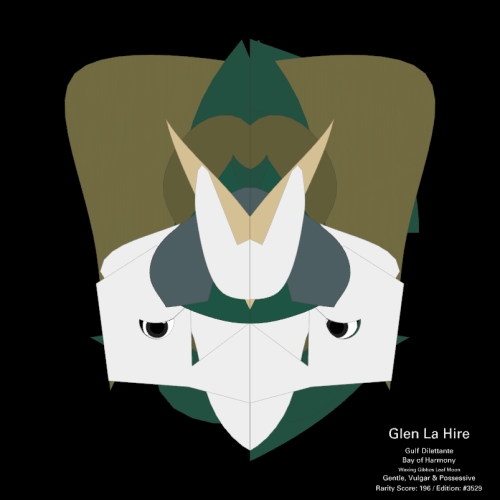 Glen La Hire
Gulf Dilettante
Bay of Harmony
Waxing Gibbos Leaf Moon
Gentle, Vulgar & Possessive
Rarity Score: 196 / Edition: #3529